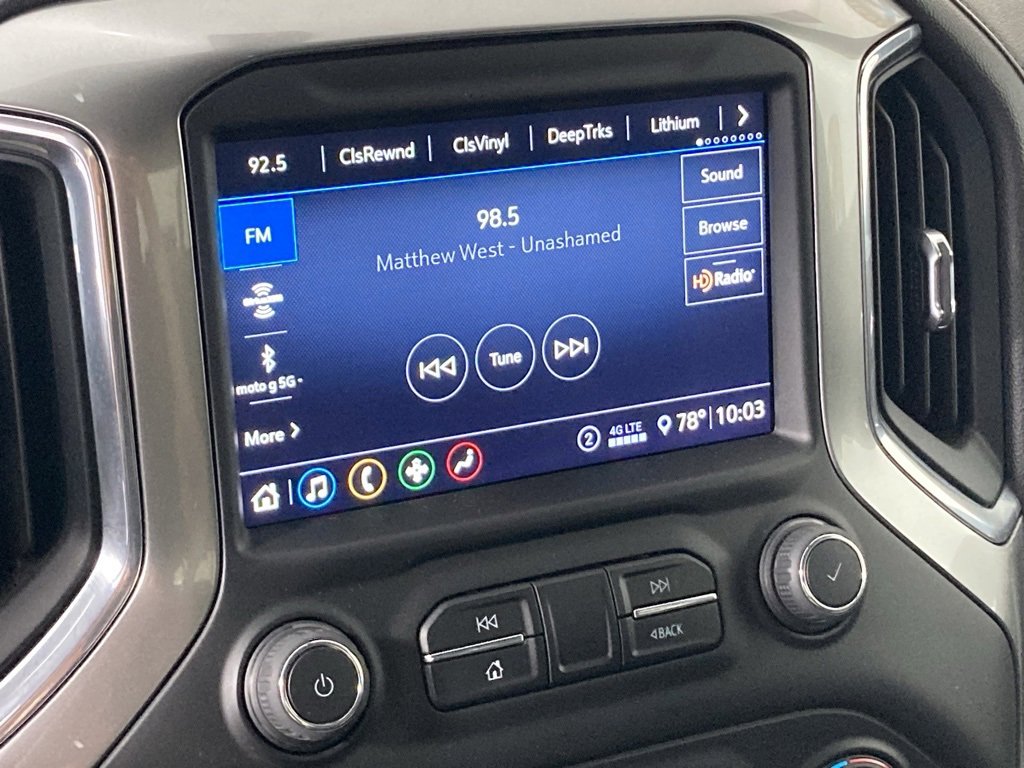 92.5 ClsRewnd ClsVinyl DeepTrks Lithium
FM
98.5
Matthew West - Unashamed
Sound
Browse
HD Radio
moto g 5G
More
Tune
2 4G LTE 78° 10:03
BACK